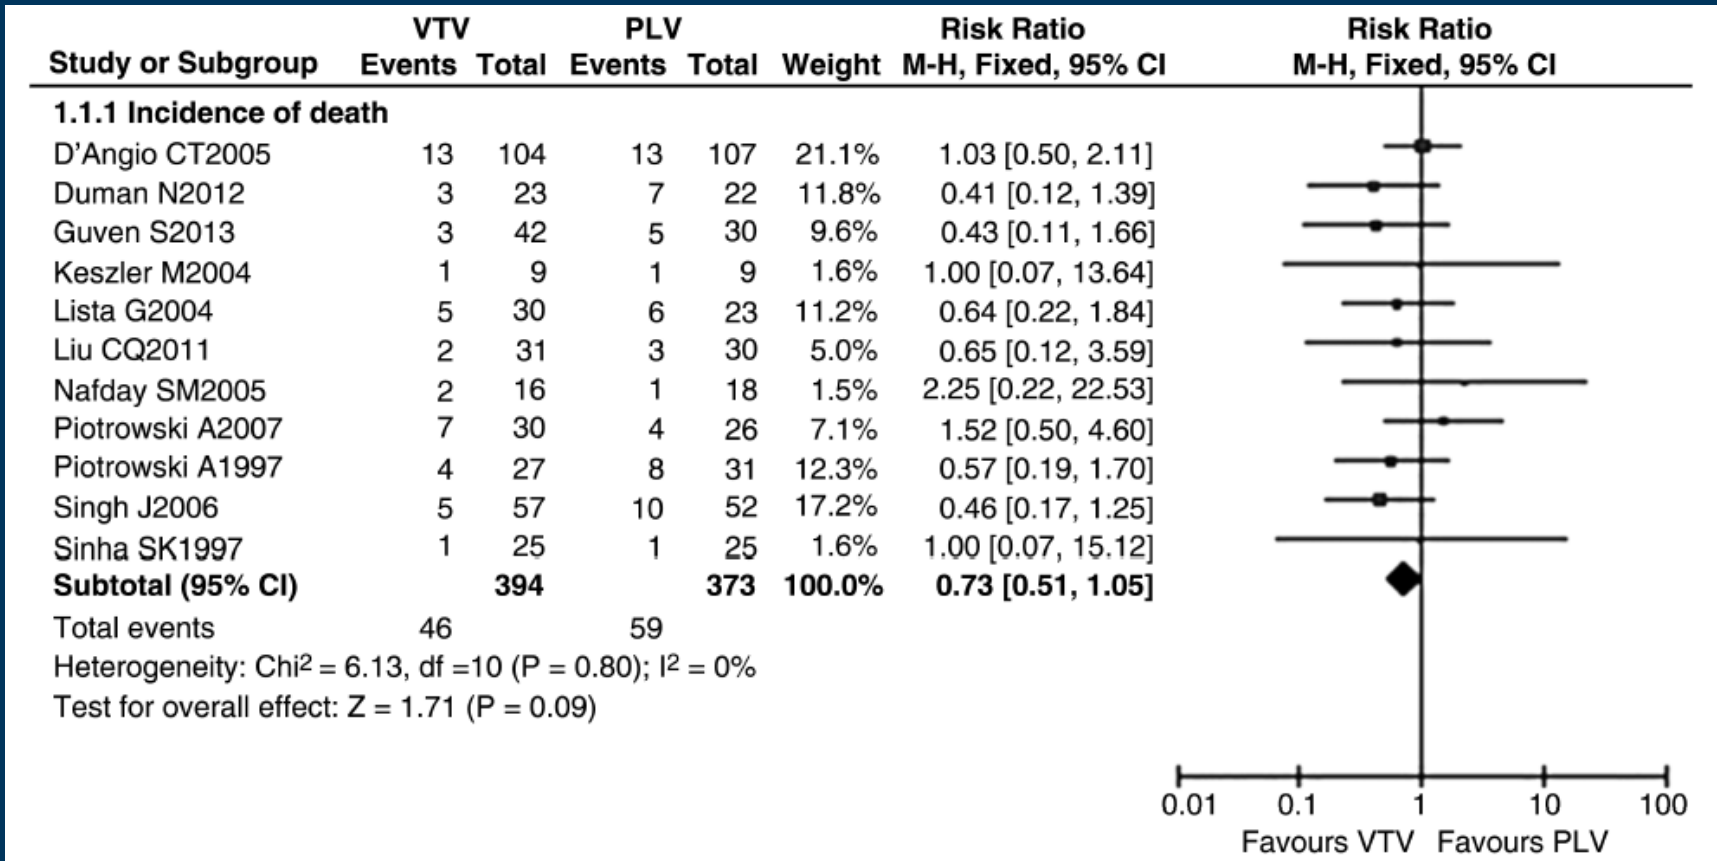 VTV PLV Risk Ratio Risk Ratio
Study or Subgroup Events Total Events Total Weight M-H, Fixed, 95% CI M-H, Fixed, 95% CI
1.1.1 Incidence of death
D'Angio CT2005 13 104 13 107 21.1% 1.03 [0.50, 2.11]
Duman N2012 3 23 7 22 11.8% 0.41 [0.12, 1.39]
Guven S2013 3 42 5 30 9.6% 0.43 [0.11, 1.66]
Keszler M2004 1 9 1 9 1.6% 1.00 [0.07, 13.64]
Lista G2004 5 30 6 23 11.2% 0.64 [0.22, 1.84]
Liu CQ2011 2 31 3 30 5.0% 0.65 [0.12, 3.59]
Nafday SM2005 2 16 1 18 1.5% 2.25 [0.22, 22.53]
Piotrowski A2007 7 30 4 26 7.1% 1.52 [0.50, 4.60]
Piotrowski A1997 4 27 8 31 12.3% 0.57 [0.19, 1.70]
Singh J2006 5 57 10 52 17.2% 0.46 [0.17, 1.25]
Sinha SK1997 1 25 1 25 1.6% 1.00 [0.07, 15.12]
Subtotal (95% CI) 394 373 100.0% 0.73 [0.51, 1.05]
Total events 46 59
Heterogeneity: Chi² = 6.13, df =10 (P = 0.80); I² = 0%
Test for overall effect: Z = 1.71 (P = 0.09)
0.01 0.1 1 10 100
Favours VTV Favours PLV